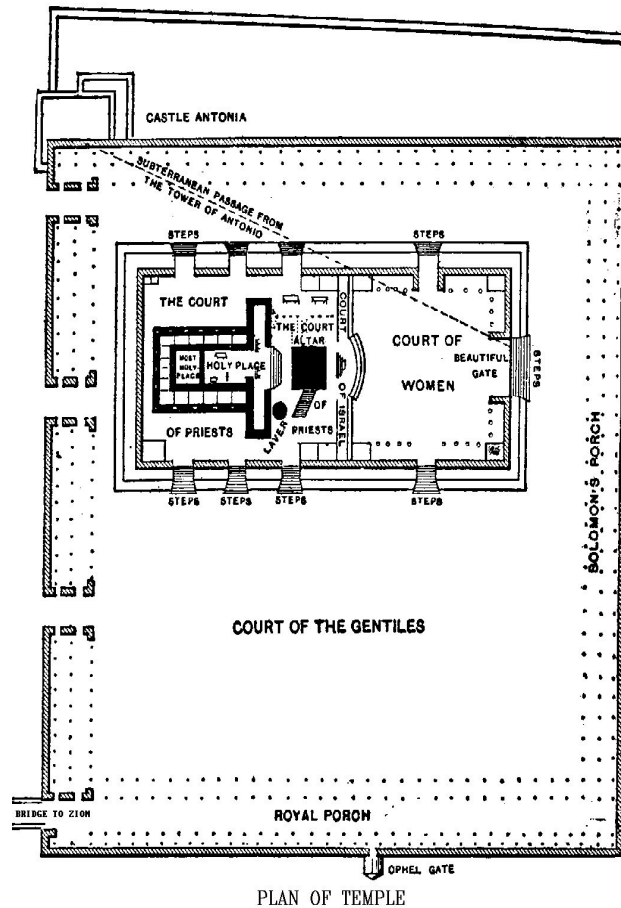 CASTLE ANTONIA
SUBTERRANEAN PASSAGE FROM
THE TOWER OF ANTONIO
STEPS
STEPS
STEPS
STEPS
THE COURT
THE COURT
ALTAR
COURT
COURT OF
WOMEN
BEAUTIFUL
GATE
STEPS
MOST
HOLY
PLACE
HOLY PLACE
OF PRIESTS
LAVER
OF
PRIESTS
OF ISRAEL
STEPS
STEPS
STEPS
STEPS
SOLOMON'S PORCH
COURT OF THE GENTILES
BRIDGE TO ZION
ROYAL PORCH
OPHEL GATE
PLAN OF TEMPLE